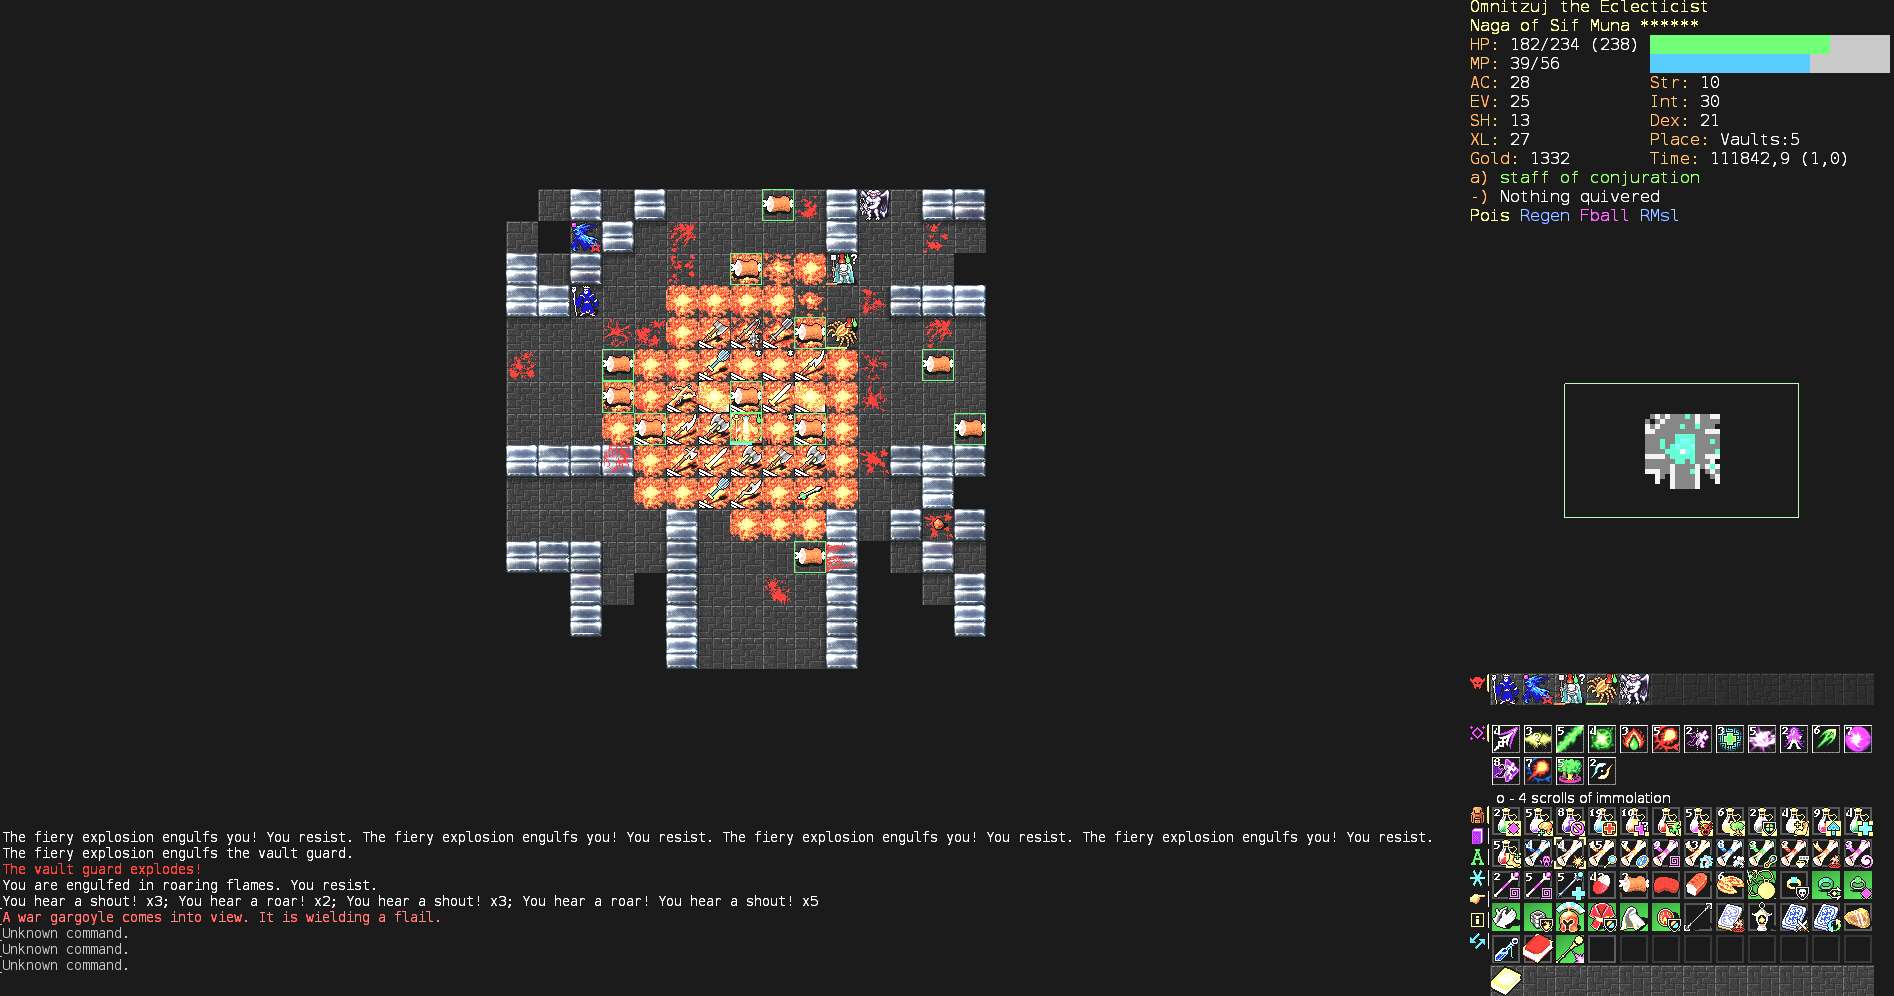 Omnitzuj the Eclecticist
Naga of Sif Muna ******
HP: 182/234 (238)
MP: 39/56
AC: 28 Str: 10
EV: 25 Int: 30
SH: 13 Dex: 21
XL: 27 Place: Vaults:5
Gold: 1332 Time: 111842,9 (1,0)
a) staff of conjuration
-) Nothing quivered
Pois Regen Fball RMsl
o - 4 scrolls of immolation
The fiery explosion engulfs you! You resist. The fiery explosion engulfs you! You resist. The fiery explosion engulfs you! You resist. The fiery explosion engulfs you! You resist.
The fiery explosion engulfs the vault guard.
The vault guard explodes!
You are engulfed in roaring flames. You resist.
You hear a shout! x3; You hear a roar! x2; You hear a shout! x3; You hear a roar! You hear a shout! x5
A war gargoyle comes into view. It is wielding a flail.
Unknown command.
Unknown command.
Unknown command.